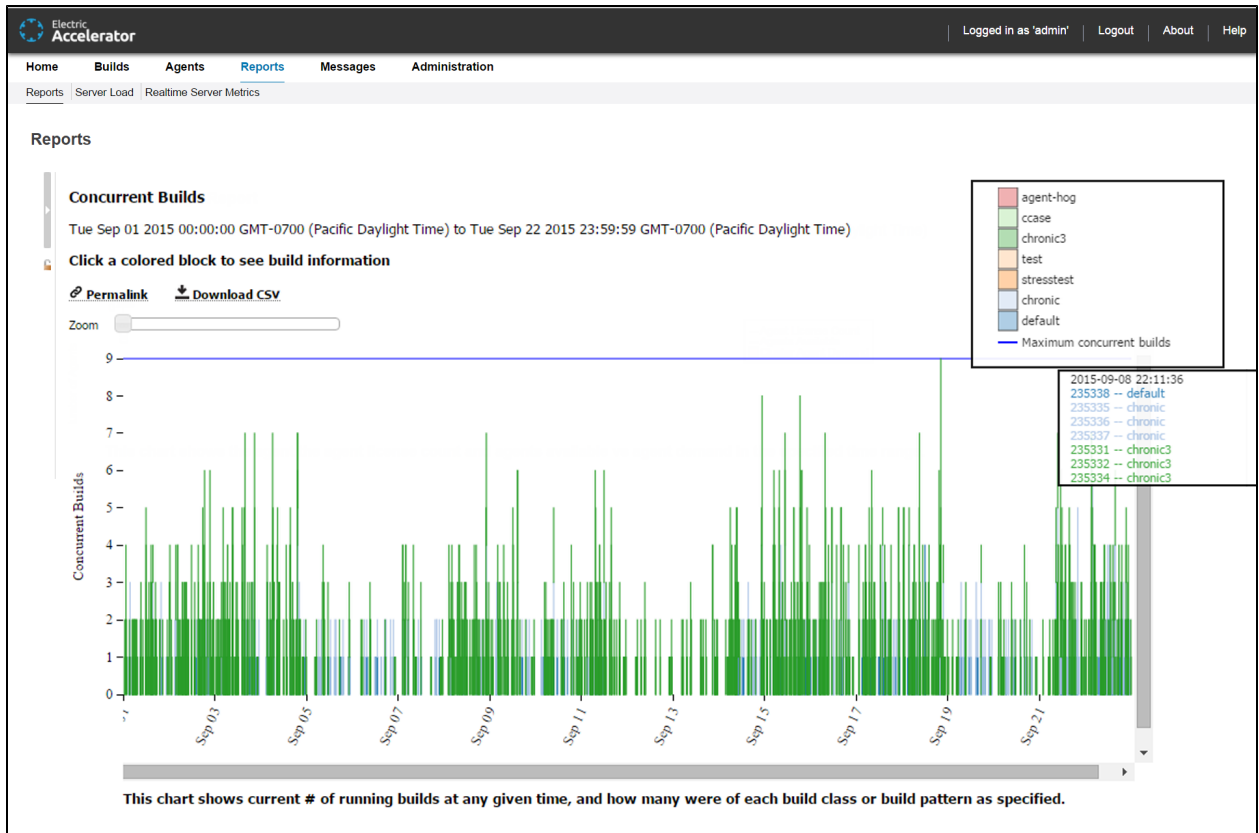 Electric
Accelerator
Logged in as 'admin' Logout About Help
Home Builds Agents Reports Messages Administration
Reports Server Load Realtime Server Metrics
Reports
Concurrent Builds
Tue Sep 01 2015 00:00:00 GMT-0700 (Pacific Daylight Time) to Tue Sep 22 2015 23:59:59 GMT-0700 (Pacific Daylight Time)
Click a colored block to see build information
Permalink Download CSV
Zoom
agent-hog
ccase
chronic3
test
stresstest
chronic
default
Maximum concurrent builds
2015-09-08 22:11:36
235338 -- default
235335 -- chronic
235336 -- chronic
235337 -- chronic
235331 -- chronic3
235332 -- chronic3
235334 -- chronic3
Concurrent Builds
9
8
7
6
5
4
3
2
1
0
Sep 03 Sep 05 Sep 07 Sep 09 Sep 11 Sep 13 Sep 15 Sep 17 Sep 19 Sep 21
This chart shows current # of running builds at any given time, and how many were of each build class or build pattern as specified.